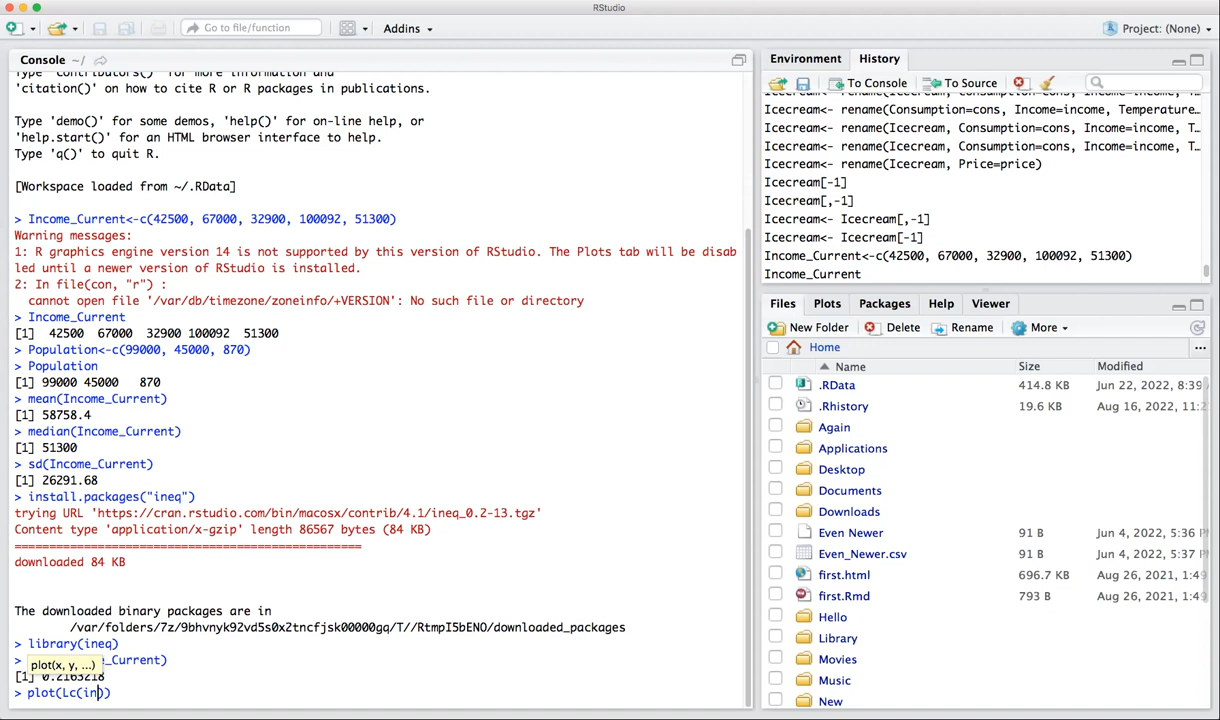 RStudio
Go to file/function
Addins
Project: (None)
Console ~/
Type 'contributors()' for more information and
'citation()' on how to cite R or R packages in publications.
Type 'demo()' for some demos, 'help()' for on-line help, or
'help.start()' for an HTML browser interface to help.
Type 'q()' to quit R.
[Workspace loaded from ~/.RData]
> Income_Current<-c(42500, 67000, 32900, 100092, 51300)
Warning messages:
1: R graphics engine version 14 is not supported by this version of RStudio. The Plots tab will be disab
led until a newer version of RStudio is installed.
2: In file(con, "r") :
cannot open file '/var/db/timezone/zoneinfo/+VERSION': No such file or directory
> Income_Current
[1] 42500 67000 32900 100092 51300
> Population<-c(99000, 45000, 870)
> Population
[1] 99000 45000 870
> mean(Income_Current)
[1] 58758.4
> median(Income_Current)
[1] 51300
> sd(Income_Current)
[1] 26291.68
> install.packages("ineq")
trying URL 'https://cran.rstudio.com/bin/macosx/contrib/4.1/ineq_0.2-13.tgz'
Content type 'application/x-gzip' length 86567 bytes (84 KB)
==================================================
downloaded 84 KB
The downloaded binary packages are in
/var/folders/7z/9bhvnyk92vd5s0x2tncfjsk00000gq/T//RtmpI5bENO/downloaded_packages
> library(ineq)
> _Current)
plot(x, y, ...)
[1] 0.2163218
> plot(Lc(in))
Environment History
To Console To Source
Icecream<- rename(Icecream, Consumption=cons, Income=income, T...
Icecream<- rename(Consumption=cons, Income=income, Temperature...
Icecream<- rename(Icecream, Consumption=cons, Income=income, T...
Icecream<- rename(Icecream, Consumption=cons, Income=income, T...
Icecream<- rename(Icecream, Price=price)
Icecream[-1]
Icecream[,-1]
Icecream<- Icecream[,-1]
Icecream<- Icecream[-1]
Income_Current<-c(42500, 67000, 32900, 100092, 51300)
Income_Current
Files Plots Packages Help Viewer
New Folder Delete Rename More
Home ...
Name Size Modified
.RData 414.8 KB Jun 22, 2022, 8:39
.Rhistory 19.6 KB Aug 16, 2022, 11:2
Again
Applications
Desktop
Documents
Downloads
Even Newer 91 B Jun 4, 2022, 5:36 P
Even_Newer.csv 91 B Jun 4, 2022, 5:37 P
first.html 696.7 KB Aug 26, 2021, 1:49
first.Rmd 793 B Aug 26, 2021, 1:49
Hello
Library
Movies
Music
New